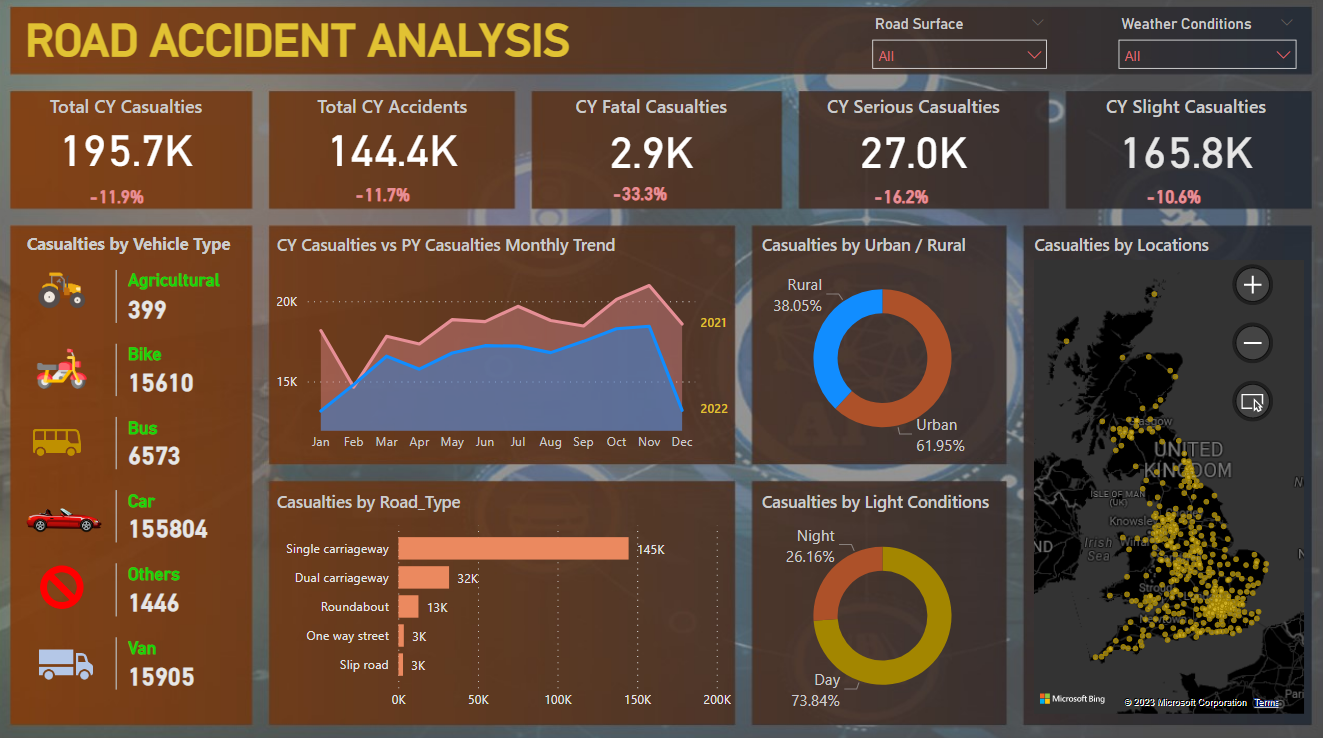 ROAD ACCIDENT ANALYSIS
Road Surface
All
Weather Conditions
All
Total CY Casualties
195.7K
-11.9%
Total CY Accidents
144.4K
-11.7%
CY Fatal Casualties
2.9K
-33.3%
CY Serious Casualties
27.0K
-16.2%
CY Slight Casualties
165.8K
-10.6%
Casualties by Vehicle Type
Agricultural
399
Bike
15610
Bus
6573
Car
155804
Others
1446
Van
15905
CY Casualties vs PY Casualties Monthly Trend
20K
15K
2021
2022
Jan Feb Mar Apr May Jun Jul Aug Sep Oct Nov Dec
Casualties by Road_Type
Single carriageway 145K
Dual carriageway 32K
Roundabout 13K
One way street 3K
Slip road 3K
0K 50K 100K 150K 200K
Casualties by Urban / Rural
Rural
38.05%
Urban
61.95%
Casualties by Light Conditions
Night
26.16%
Day
73.84%
Casualties by Locations
Glasgow
UNITED
KINGDOM
ISLE OF MAN
(UK)
Knowsle
Irish
Sea
ND
N
N
Strou
Newtown
Pari
Microsoft Bing
© 2023 Microsoft Corporation Terms